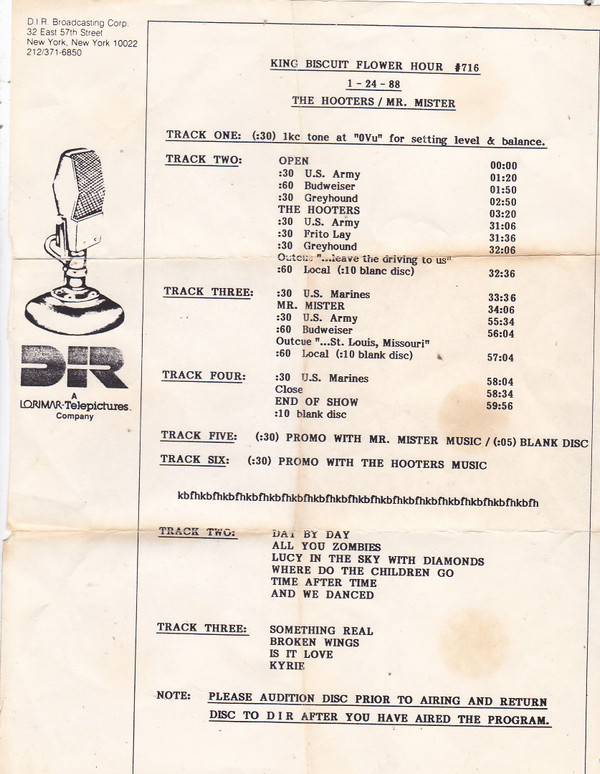 D.I.R. Broadcasting Corp.
32 East 57th Street
New York, New York 10022
212/371-6850
KING BISCUIT FLOWER HOUR #716
1 - 24 - 88
THE HOOTERS / MR. MISTER
TRACK ONE: (:30) 1kc tone at "0Vu" for setting level & balance.
TRACK TWO: OPEN 00:00
:30 U.S. Army 01:20
:60 Budweiser 01:50
:30 Greyhound 02:50
THE HOOTERS 03:20
:30 U.S. Army 31:06
:30 Frito Lay 31:36
:30 Greyhound 32:06
Outcue "...leave the driving to us"
:60 Local (:10 blanc disc) 32:36
TRACK THREE: :30 U.S. Marines 33:36
MR. MISTER 34:06
:30 U.S. Army 55:34
:60 Budweiser 56:04
Outcue "...St. Louis, Missouri"
:60 Local (:10 blank disc) 57:04
TRACK FOUR: :30 U.S. Marines 58:04
Close 58:34
END OF SHOW 59:56
:10 blank disc
DIR
A
LORIMAR-Telepictures
Company
TRACK FIVE: (:30) PROMO WITH MR. MISTER MUSIC / (:05) BLANK DISC
TRACK SIX: (:30) PROMO WITH THE HOOTERS MUSIC
kbfhkbfhkbfhkbfhkbfhkbfhkbfhkbfhkbfhkbfhkbfhkbfhkbfhkbfhkbfh
TRACK TWO: DAY BY DAY
ALL YOU ZOMBIES
LUCY IN THE SKY WITH DIAMONDS
WHERE DO THE CHILDREN GO
TIME AFTER TIME
AND WE DANCED
TRACK THREE: SOMETHING REAL
BROKEN WINGS
IS IT LOVE
KYRIE
NOTE: PLEASE AUDITION DISC PRIOR TO AIRING AND RETURN
DISC TO D I R AFTER YOU HAVE AIRED THE PROGRAM.